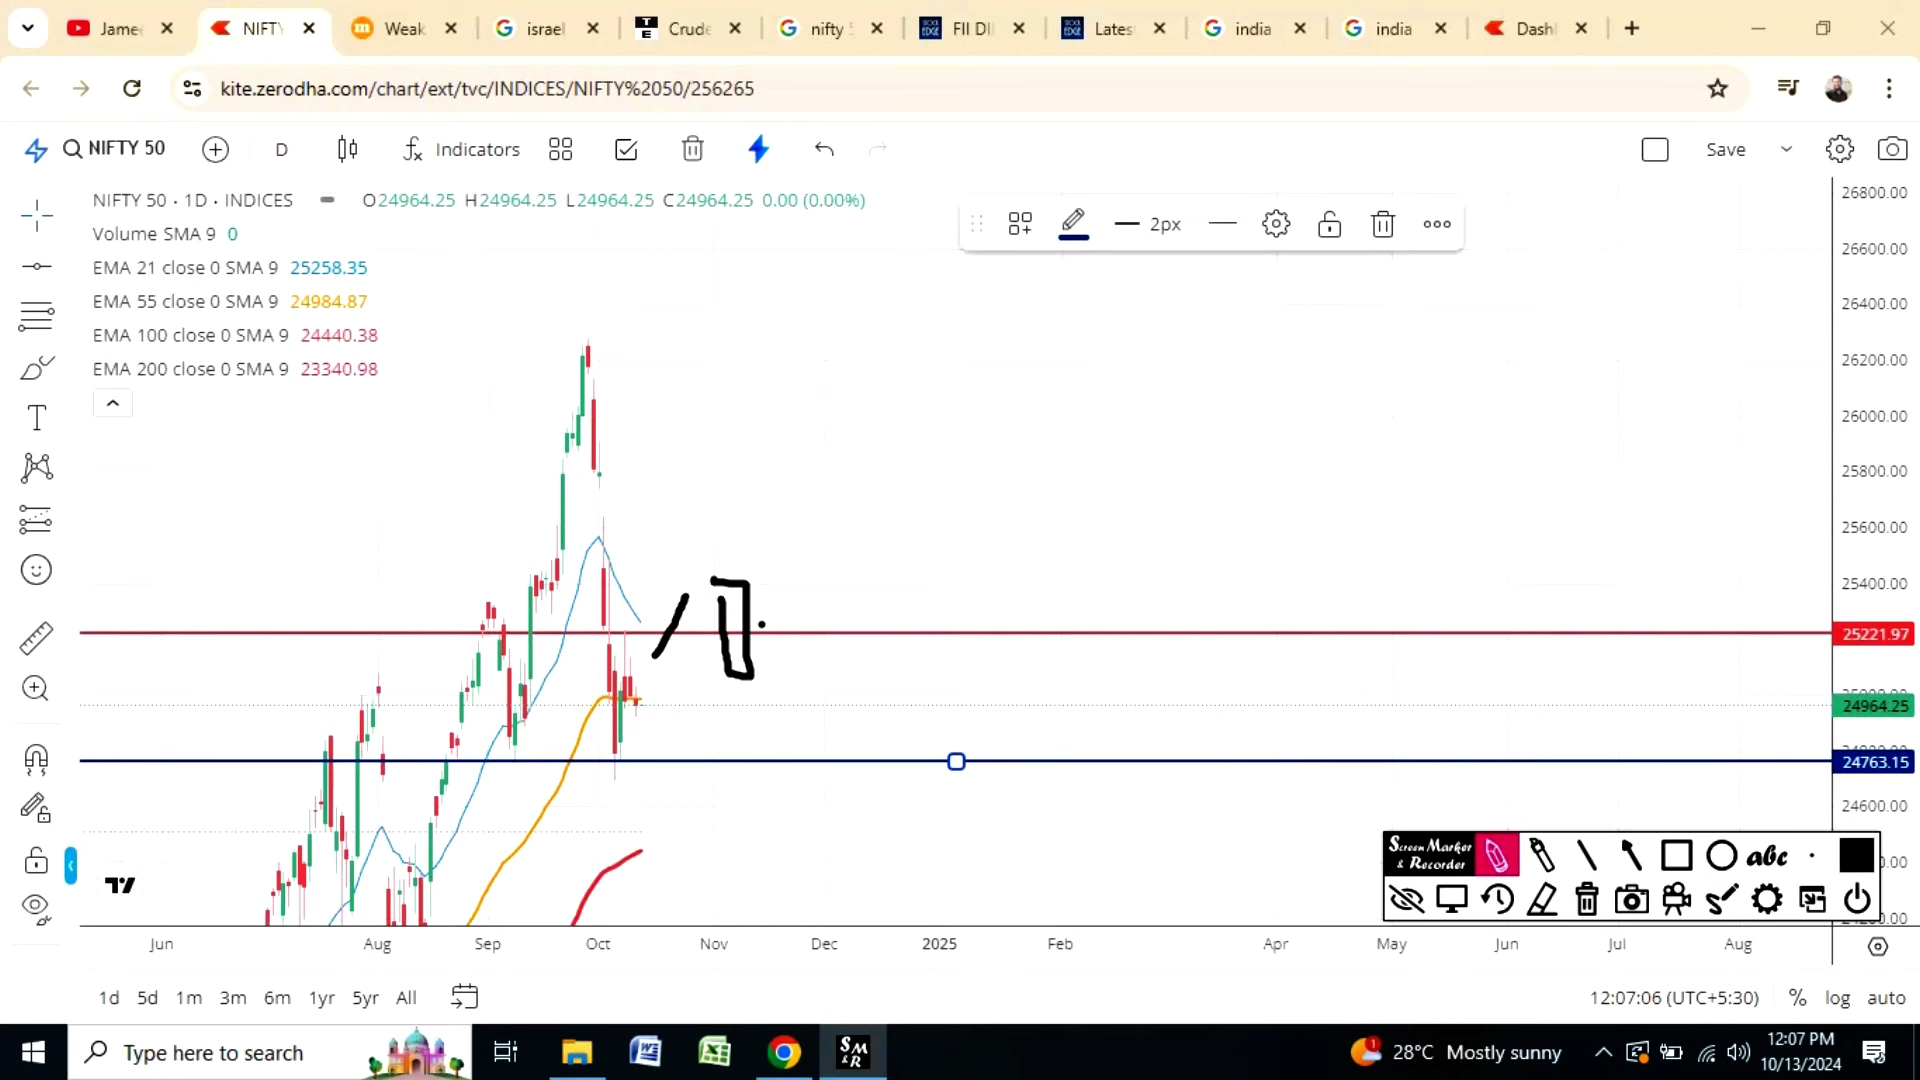 Jame
NIFTY
Weak
israel
Crude
nifty 5
FII DI
Lates
india
india
Dashl
kite.zerodha.com/chart/ext/tvc/INDICES/NIFTY%2050/256265
NIFTY 50
D
Indicators
Save
NIFTY 50 · 1D · INDICES
O24964.25 H24964.25 L24964.25 C24964.25 0.00 (0.00%)
2px
Volume SMA 9 0
EMA 21 close 0 SMA 9 25258.35
EMA 55 close 0 SMA 9 24984.87
EMA 100 close 0 SMA 9 24440.38
EMA 200 close 0 SMA 9 23340.98
26800.00
26600.00
26400.00
26200.00
26000.00
25800.00
25600.00
25400.00
25221.97
24964.25
24763.15
24600.00
Screen Marker & Recorder
abc
Jun
Aug
Sep
Oct
Nov
Dec
2025
Feb
Apr
May
Jun
Jul
Aug
1d 5d 1m 3m 6m 1yr 5yr All
12:07:06 (UTC+5:30)
% log auto
Type here to search
S M & R
1
28°C Mostly sunny
12:07 PM
10/13/2024